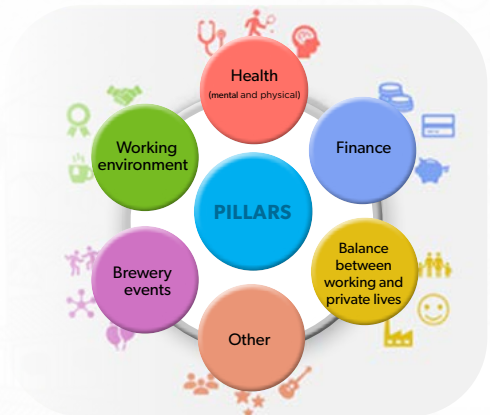 Health
(mental and physical)
Finance
Balance
between
working and
private lives
Other
Brewery
events
Working
environment
PILLARS